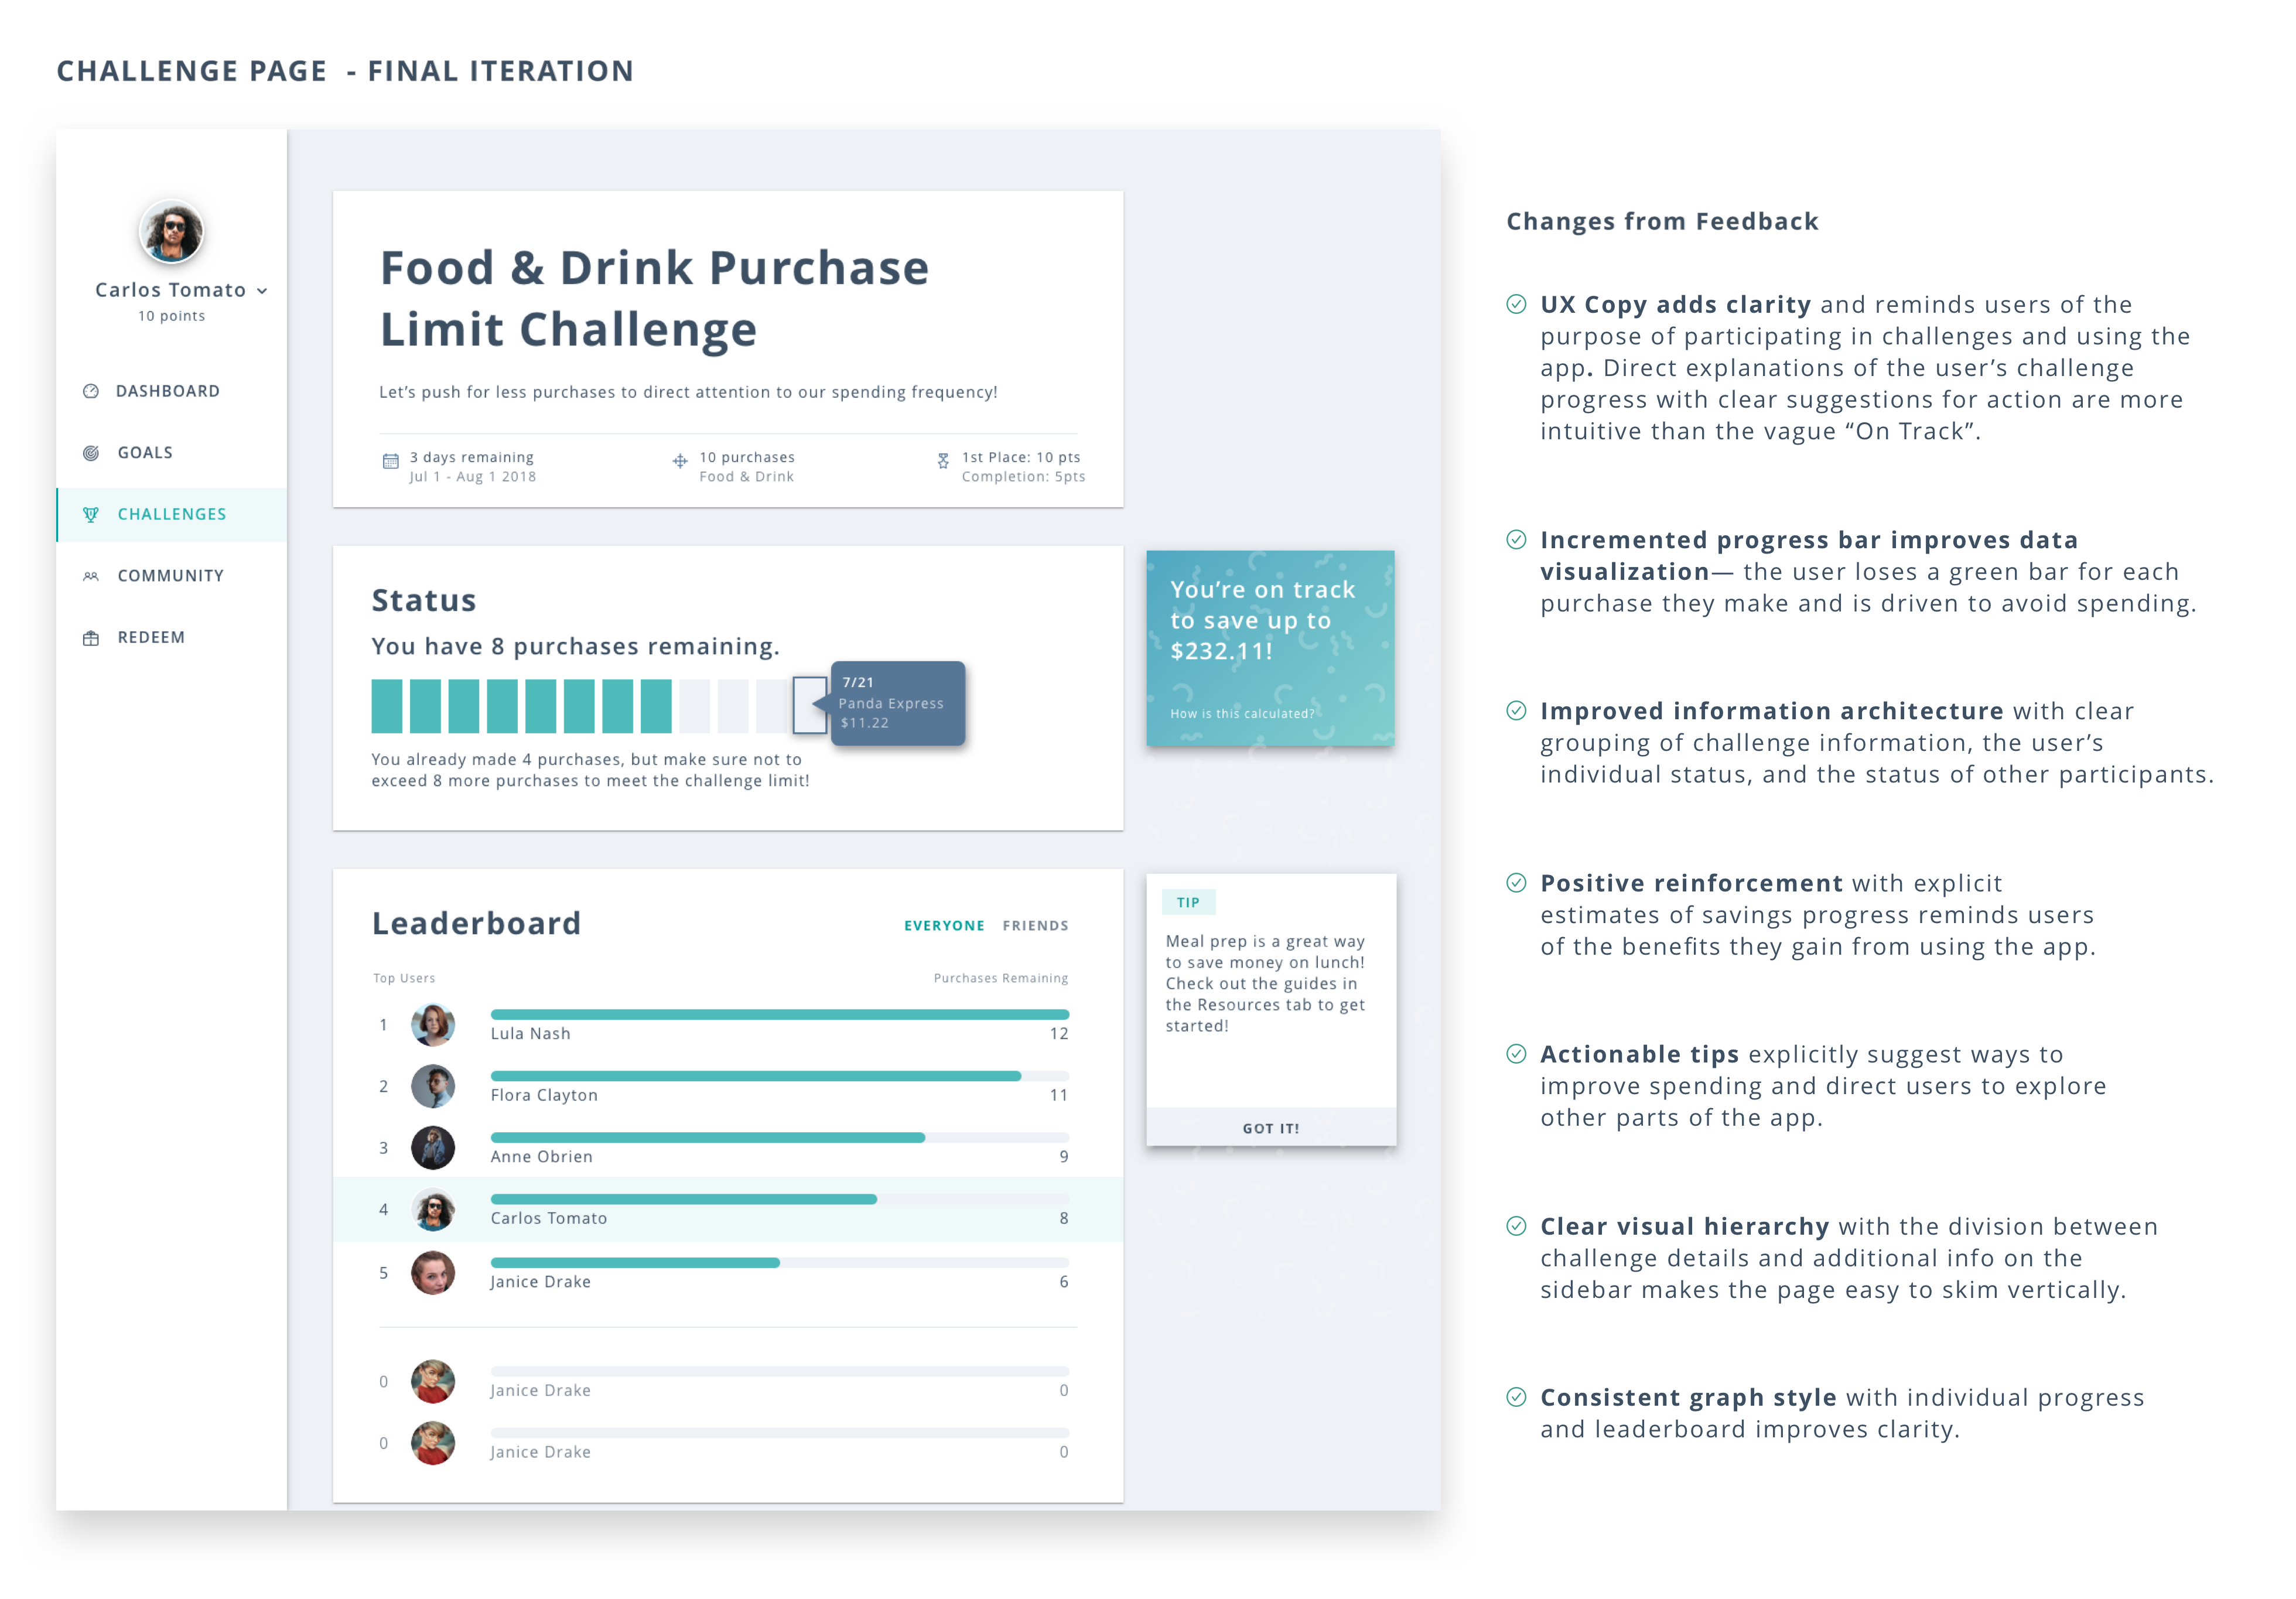 CHALLENGE PAGE - FINAL ITERATION
Carlos Tomato
10 points
DASHBOARD
GOALS
CHALLENGES
COMMUNITY
REDEEM
Food & Drink Purchase
Limit Challenge
Let’s push for less purchases to direct attention to our spending frequency!
3 days remaining
Jul 1 - Aug 1 2018
10 purchases
Food & Drink
1st Place: 10 pts
Completion: 5pts
Status
You have 8 purchases remaining.
7/21
Panda Express
$11.22
You already made 4 purchases, but make sure not to
exceed 8 more purchases to meet the challenge limit!
You’re on track
to save up to
$232.11!
How is this calculated?
Leaderboard
EVERYONE FRIENDS
Top Users
Purchases Remaining
1
Lula Nash
12
2
Flora Clayton
11
3
Anne Obrien
9
4
Carlos Tomato
8
5
Janice Drake
6
0
Janice Drake
0
0
Janice Drake
0
TIP
Meal prep is a great way
to save money on lunch!
Check out the guides in
the Resources tab to get
started!
GOT IT!
Changes from Feedback
UX Copy adds clarity and reminds users of the
purpose of participating in challenges and using the
app. Direct explanations of the user’s challenge
progress with clear suggestions for action are more
intuitive than the vague “On Track”.
Incremented progress bar improves data
visualization— the user loses a green bar for each
purchase they make and is driven to avoid spending.
Improved information architecture with clear
grouping of challenge information, the user’s
individual status, and the status of other participants.
Positive reinforcement with explicit
estimates of savings progress reminds users
of the benefits they gain from using the app.
Actionable tips explicitly suggest ways to
improve spending and direct users to explore
other parts of the app.
Clear visual hierarchy with the division between
challenge details and additional info on the
sidebar makes the page easy to skim vertically.
Consistent graph style with individual progress
and leaderboard improves clarity.